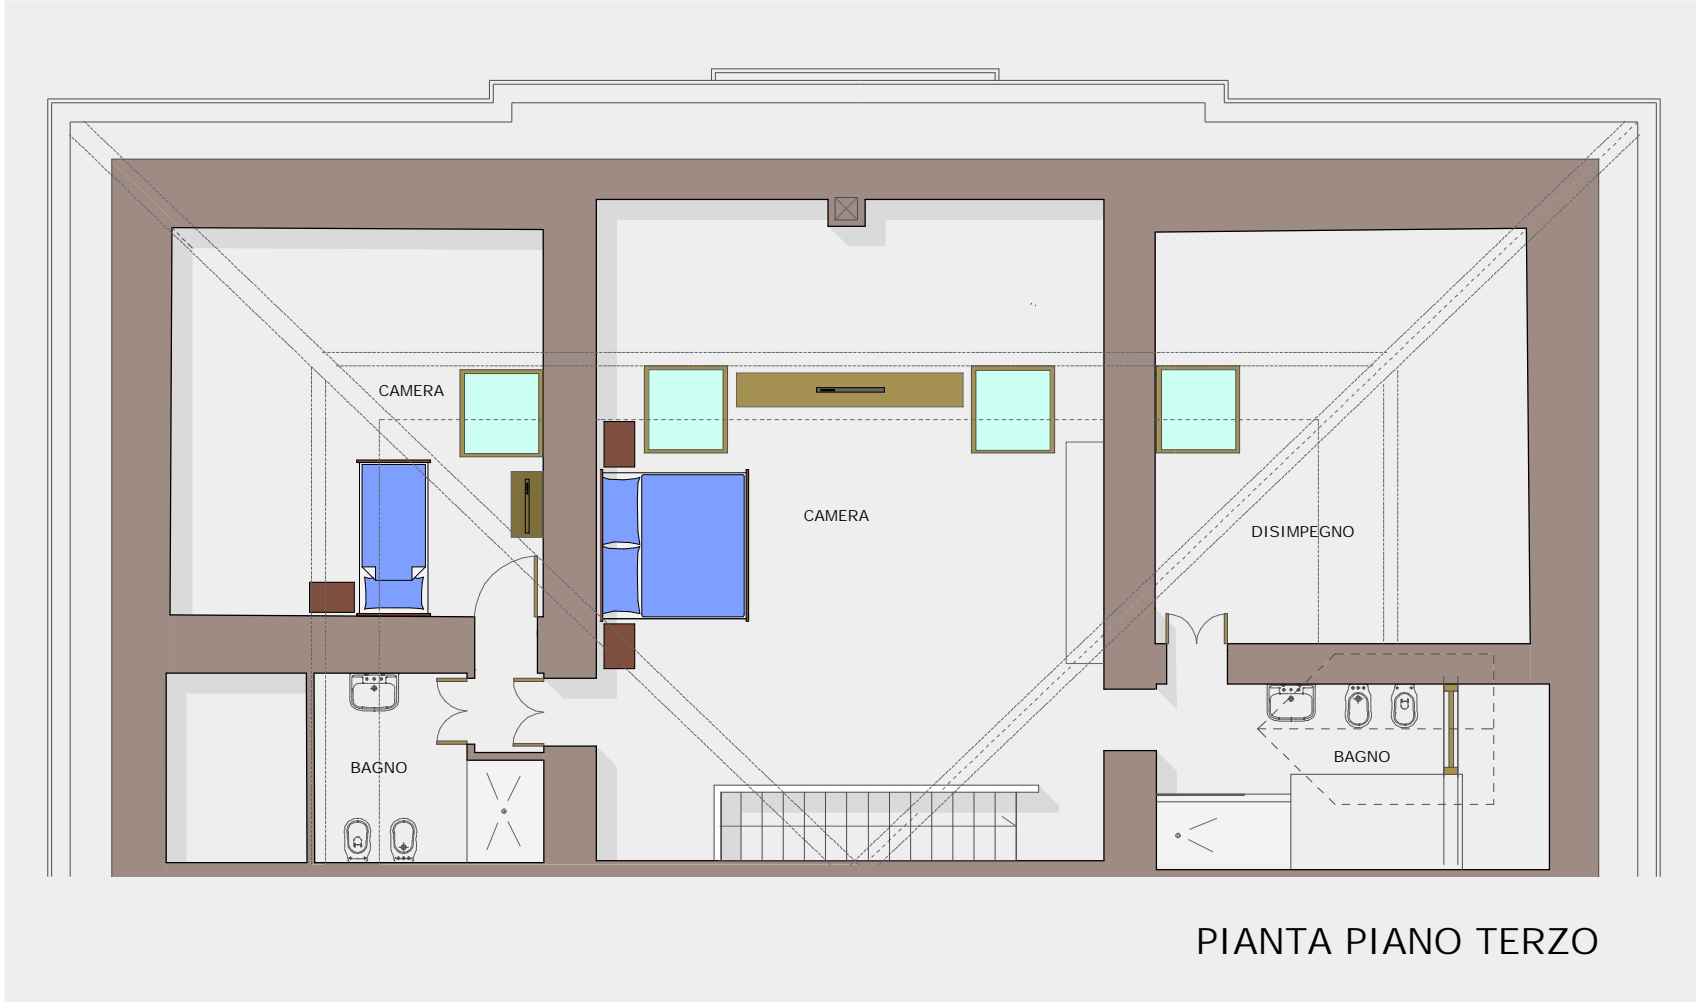 CAMERA
CAMERA
DISIMPEGNO
BAGNO
BAGNO
PIANTA PIANO TERZO